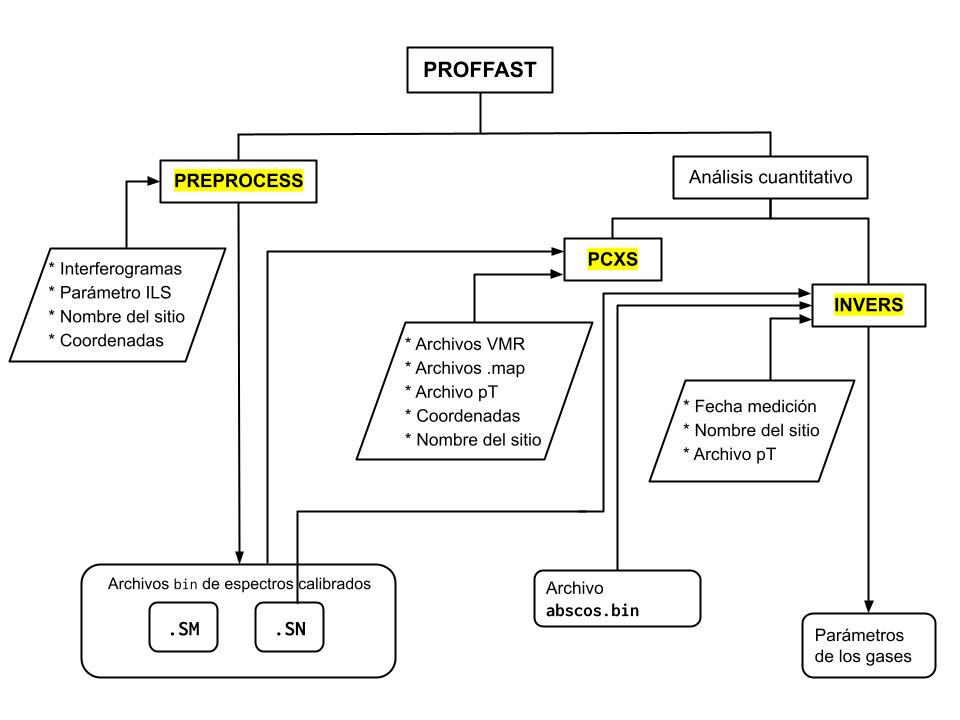 PROFFAST
PREPROCESS
Análisis cuantitativo
* Interferogramas
* Parámetro ILS
* Nombre del sitio
* Coordenadas
PCXS
INVERS
* Archivos VMR
* Archivos .map
* Archivo pT
* Coordenadas
* Nombre del sitio
* Fecha medición
* Nombre del sitio
* Archivo pT
Archivos bin de espectros calibrados
.SM
.SN
Archivo
abscos.bin
Parámetros
de los gases